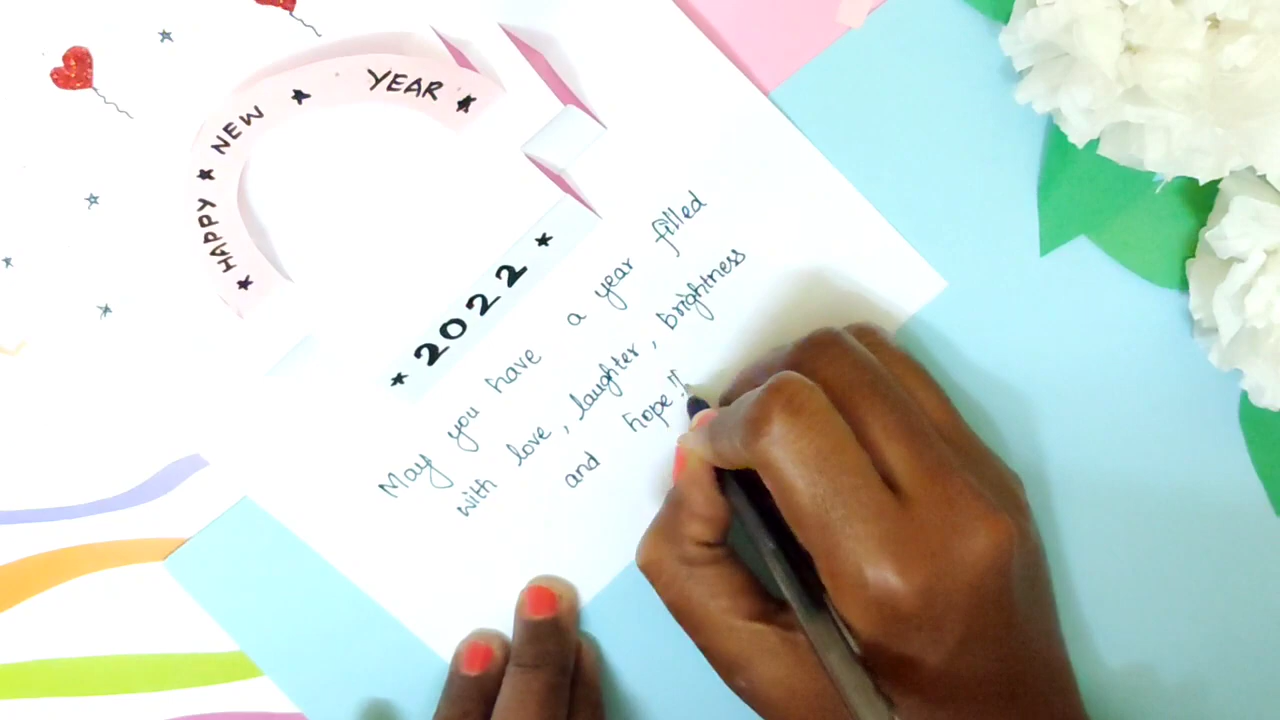 HAPPY NEW YEAR
2022
May you have a year filled
with love, laughter, brightness
and hope!!